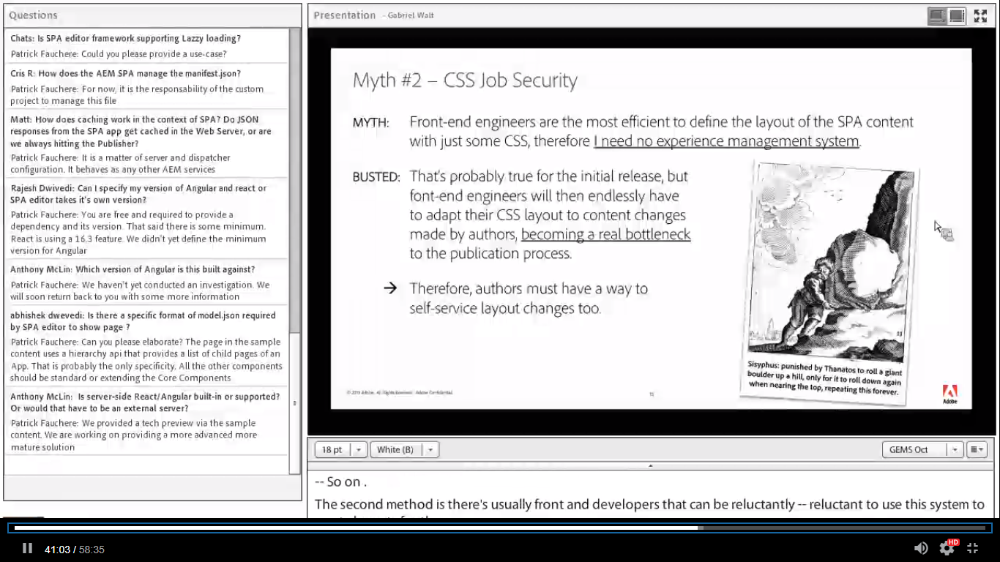 Questions
Chats: Is SPA editor framework supporting Lazzy loading?
Patrick Fauchere: Could you please provide a use-case?
Cris R: How does the AEM SPA manage the manifest.json?
Patrick Fauchere: For now, it is the responsability of the custom
project to manage this file
Matt: How does caching work in the context of SPA? Do JSON
responses from the SPA app get cached in the Web Server, or are
we always hitting the Publisher?
Patrick Fauchere: It is a matter of server and dispatcher
configuration. It behaves as any other AEM services
Rajesh Dwivedi: Can I specify my version of Angular and react or
SPA editor takes it's own version?
Patrick Fauchere: You are free and required to provide a
dependency and its version. That said there is some minimum.
React is using a 16.3 feature. We didn't yet define the minimum
version for Angular
Anthony McLin: Which version of Angular is this built against?
Patrick Fauchere: We haven't yet conducted an investigation. We
will soon return back to you with some more information
abhishek dwevedi: Is there a specific format of model.json required
by SPA editor to show page ?
Patrick Fauchere: Can you please elaborate? The page in the sample
content uses a hierarchy api that provides a list of child pages of an
App. That is probably the only specificity. All the other components
should be standard or extending the Core Components
Anthony McLin: Is server-side React/Angular built-in or supported?
Or would that have to be an external server?
Patrick Fauchere: We provided a tech preview via the sample
content. We are working on providing a more advanced more
mature solution
Presentation - Gabriel Walt
Myth #2 – CSS Job Security
MYTH: Front-end engineers are the most efficient to define the layout of the SPA content
with just some CSS, therefore I need no experience management system.
BUSTED: That's probably true for the initial release, but
font-end engineers will then endlessly have
to adapt their CSS layout to content changes
made by authors, becoming a real bottleneck
to the publication process.
→ Therefore, authors must have a way to
self-service layout changes too.
Sisyphus: punished by Thanatos to roll a giant
boulder up a hill, only for it to roll down again
when nearing the top, repeating this forever.
Adobe. All Rights Reserved. Adobe Confidential.
Adobe
18 pt White (B) GEMS Oct
-- So on .
The second method is there's usually front and developers that can be reluctantly -- reluctant to use this system to
41:03 / 58:35
HD